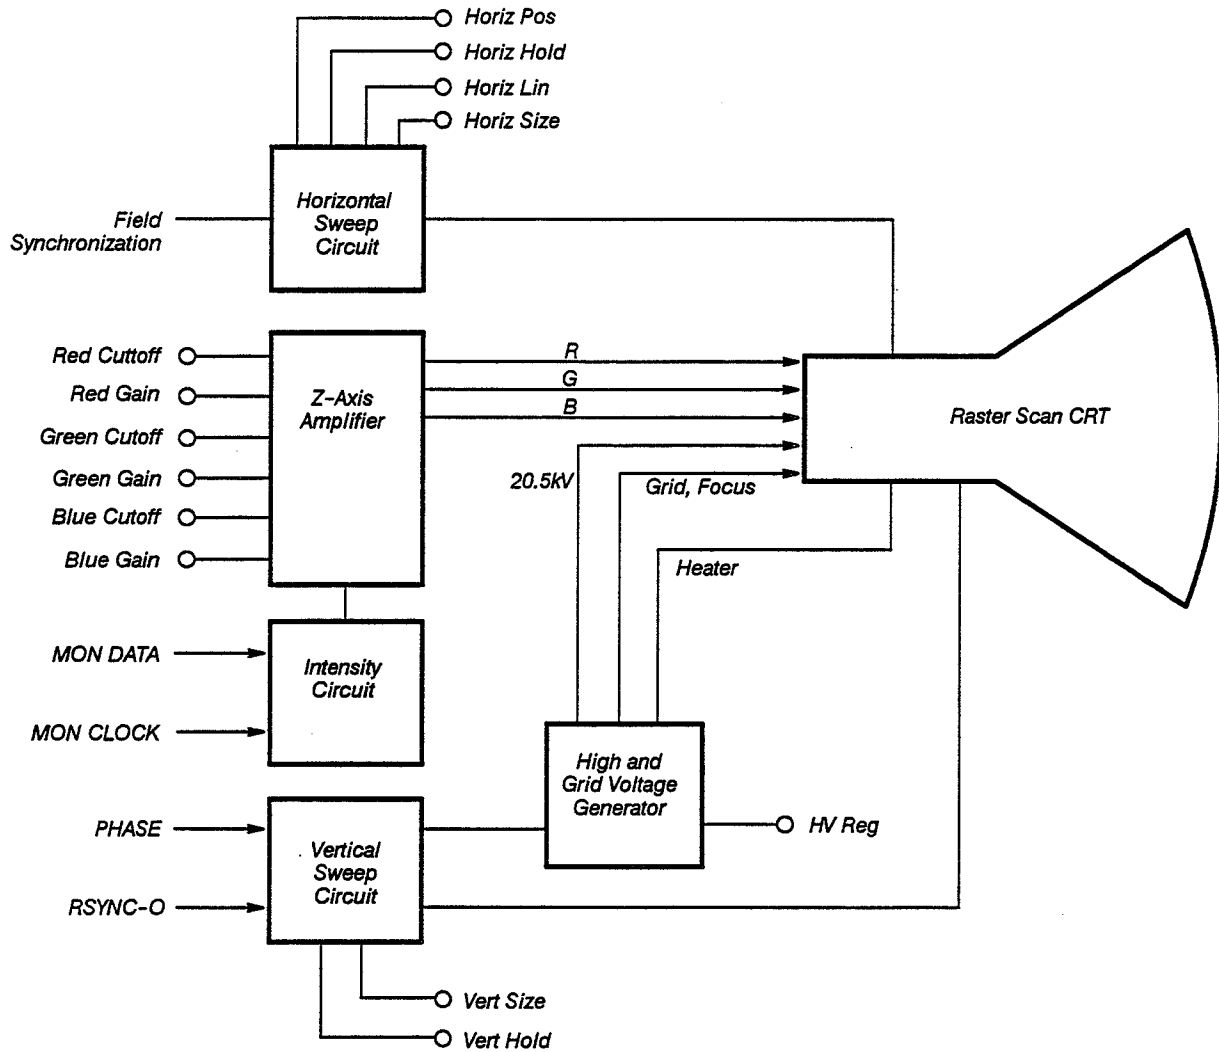 Horiz Pos
Horiz Hold
Horiz Lin
Horiz Size
Horizontal
Sweep
Circuit
Field
Synchronization
Red Cuttoff
Red Gain
Green Cutoff
Green Gain
Blue Cutoff
Blue Gain
Z-Axis
Amplifier
R
G
B
20.5kV
Grid, Focus
Heater
Raster Scan CRT
MON DATA
MON CLOCK
Intensity
Circuit
High and
Grid Voltage
Generator
HV Reg
PHASE
RSYNC-O
Vertical
Sweep
Circuit
Vert Size
Vert Hold